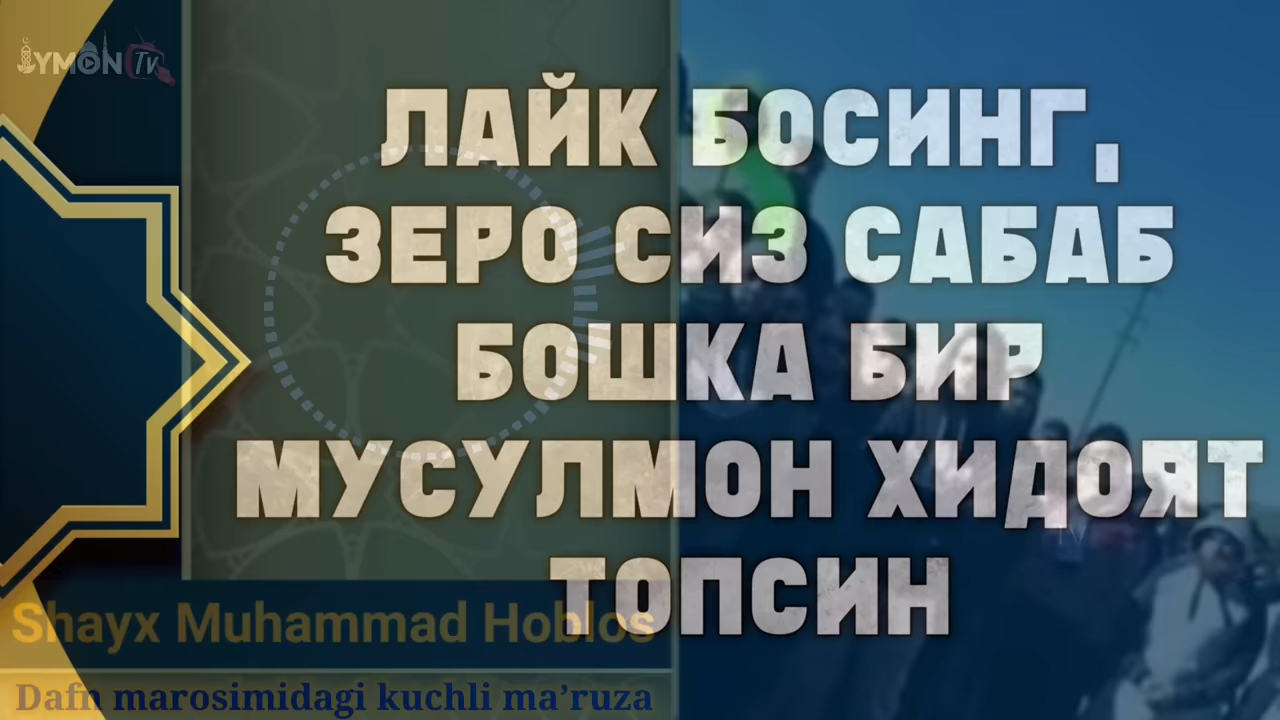 IYMON TV
ЛАЙК БОСИНГ,
ЗЕРО СИЗ САБАБ
БОШКА БИР
МУСУЛМОН ХИДОЯТ
ТОПСИН
Shayx Muhammad Hoblos
Dafn marosimidagi kuchli ma’ruza